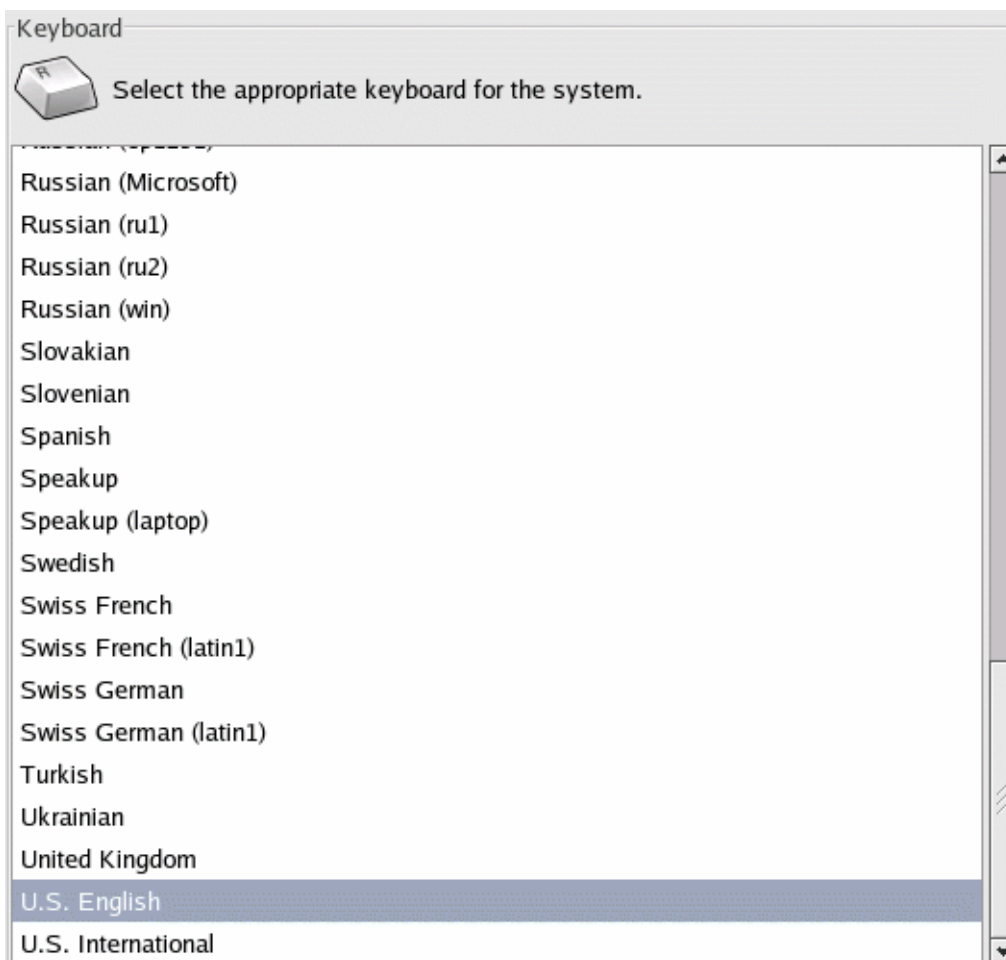 Keyboard
R
Select the appropriate keyboard for the system.
Russian (Microsoft)
Russian (ru1)
Russian (ru2)
Russian (win)
Slovakian
Slovenian
Spanish
Speakup
Speakup (laptop)
Swedish
Swiss French
Swiss French (latin1)
Swiss German
Swiss German (latin1)
Turkish
Ukrainian
United Kingdom
U.S. English
U.S. International